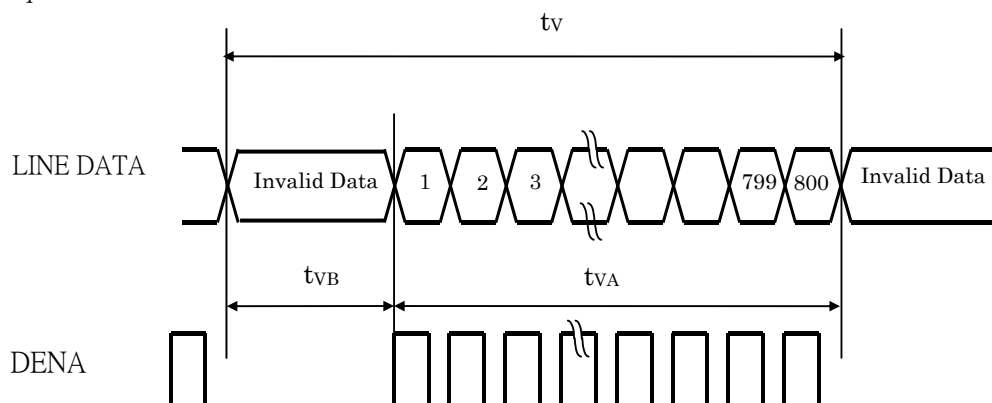 tV
LINE DATA Invalid Data 1 2 3 799 800 Invalid Data
tVB tVA
DENA